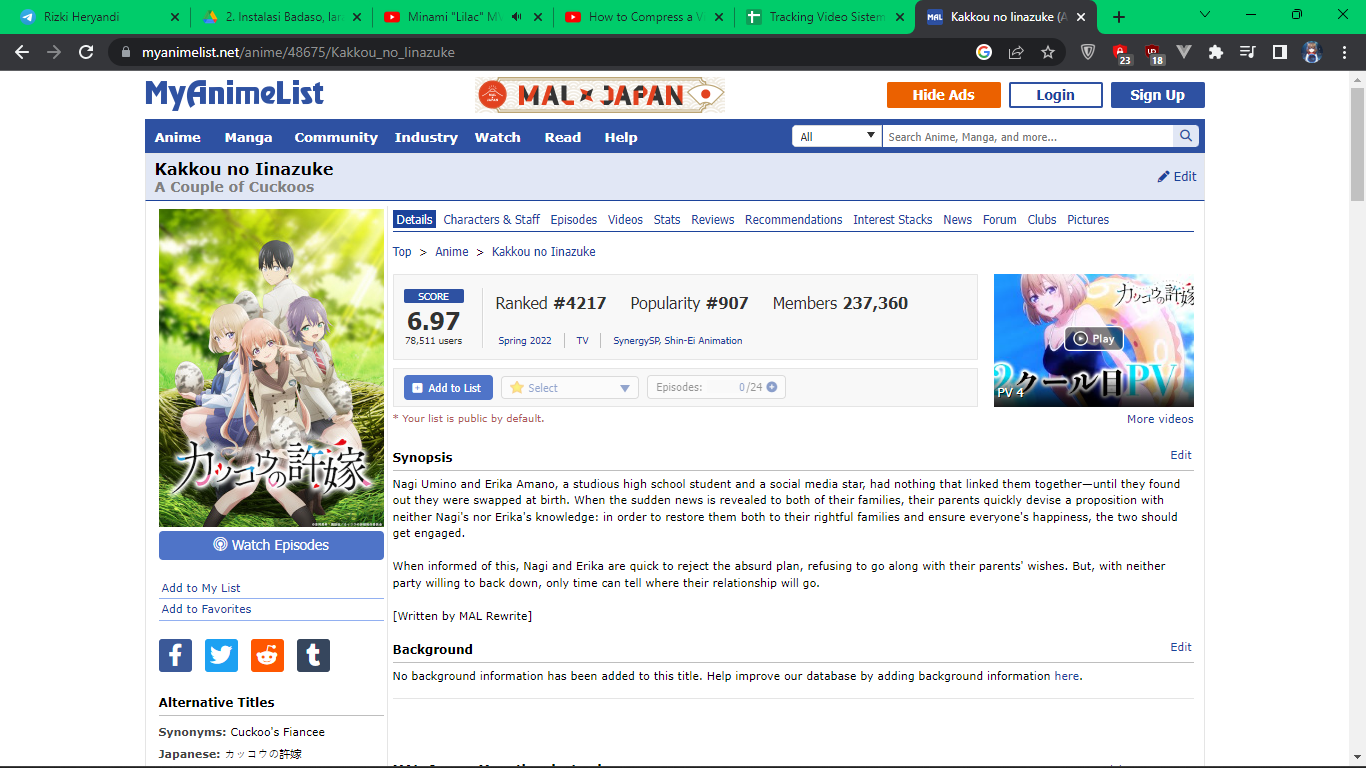 Rizki Heryandi
2. Instalasi Badaso, lar
Minami "Lilac" MV
How to Compress a Vi
Tracking Video Sistem
MAL
Kakkou no Iinazuke (A
myanimelist.net/anime/48675/Kakkou_no_Iinazuke
23
18
MyAnimeList
MAL x JAPAN
Hide Ads
Login
Sign Up
Anime
Manga
Community
Industry
Watch
Read
Help
All
Search Anime, Manga, and more...
Kakkou no Iinazuke
A Couple of Cuckoos
Edit
カッコウの許嫁
Watch Episodes
Add to My List
Add to Favorites
Alternative Titles
Synonyms: Cuckoo's Fiancee
Japanese: カッコウの許嫁
Details
Characters & Staff
Episodes
Videos
Stats
Reviews
Recommendations
Interest Stacks
News
Forum
Clubs
Pictures
Top > Anime > Kakkou no Iinazuke
SCORE
6.97
78,511 users
Ranked #4217
Popularity #907
Members 237,360
Spring 2022
TV
SynergySP, Shin-Ei Animation
Add to List
Select
Episodes: 0/24
* Your list is public by default.
カッコウの許嫁
Play
2クール目PV
PV 4
More videos
Synopsis
Edit
Nagi Umino and Erika Amano, a studious high school student and a social media star, had nothing that linked them together—until they found
out they were swapped at birth. When the sudden news is revealed to both of their families, their parents quickly devise a proposition with
neither Nagi's nor Erika's knowledge: in order to restore them both to their rightful families and ensure everyone's happiness, the two should
get engaged.
When informed of this, Nagi and Erika are quick to reject the absurd plan, refusing to go along with their parents' wishes. But, with neither
party willing to back down, only time can tell where their relationship will go.
[Written by MAL Rewrite]
Background
Edit
No background information has been added to this title. Help improve our database by adding background information here.